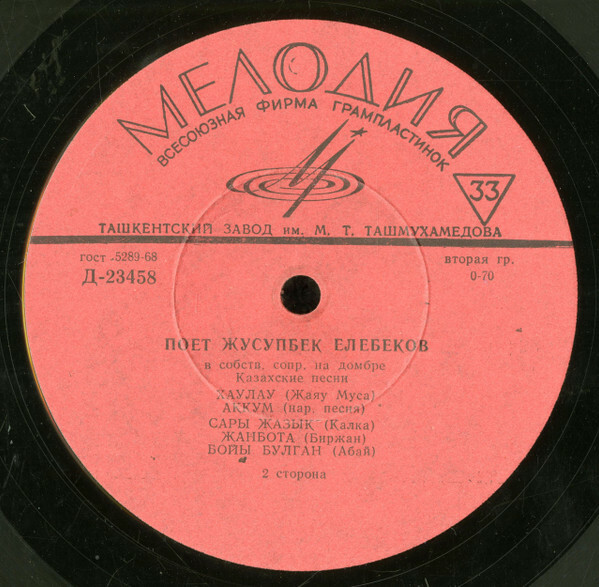 МЕЛОДИЯ
ВСЕСОЮЗНАЯ ФИРМА ГРАМПЛАСТИНОК
33
ТАШКЕНТСКИЙ ЗАВОД им. М. Т. ТАШМУХАМЕДОВА
гост 5289-68
Д-23458
вторая гр.
0-70
ПОЕТ ЖУСУПБЕК ЕЛЕБЕКОВ
в собств. сопр. на домбре
Казахские песни
ХАУЛАУ (Жаяу Муса)
АККУМ (нар. песня)
САРЫ ЖАЗЫК (Калка)
ЖАНБОТА (Биржан)
БОЙЫ БУЛГАН (Абай)
2 сторона